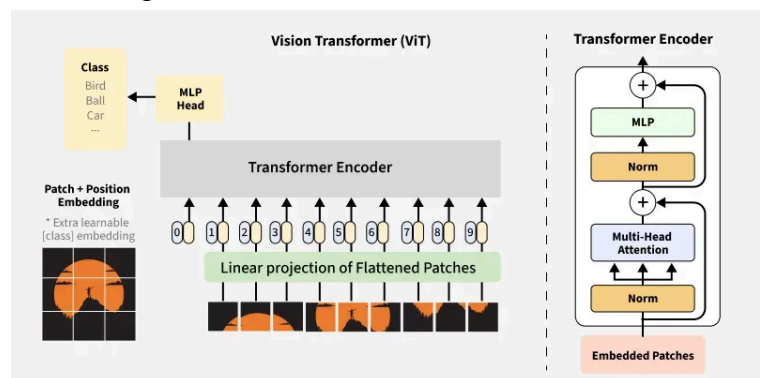 Vision Transformer (ViT)
Class
Bird
Ball
Car
...
MLP
Head
Transformer Encoder
Patch + Position
Embedding
* Extra learnable
[class] embedding
0 1 2 3 4 5 6 7 8 9
Linear projection of Flattened Patches
Transformer Encoder
+
MLP
Norm
+
Multi-Head
Attention
Norm
Embedded Patches